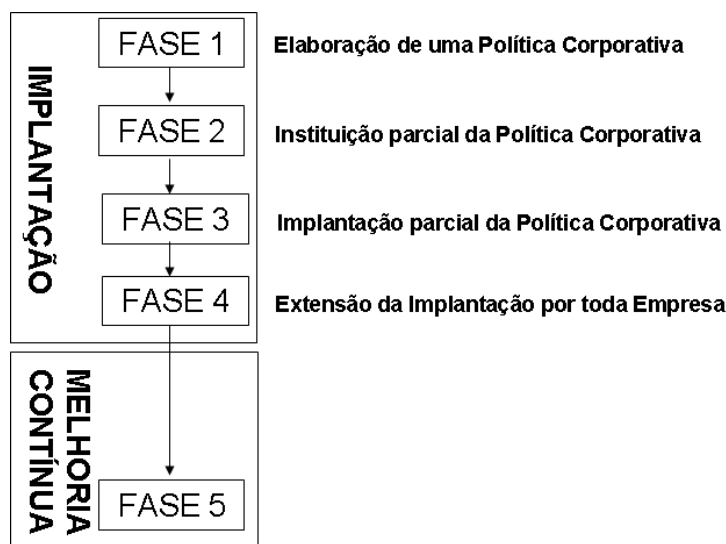 IMPLANTAÇÃO
FASE 1
Elaboração de uma Política Corporativa
FASE 2
Instituição parcial da Política Corporativa
FASE 3
Implantação parcial da Política Corporativa
FASE 4
Extensão da Implantação por toda Empresa
MELHORIA
CONTÍNUA
FASE 5